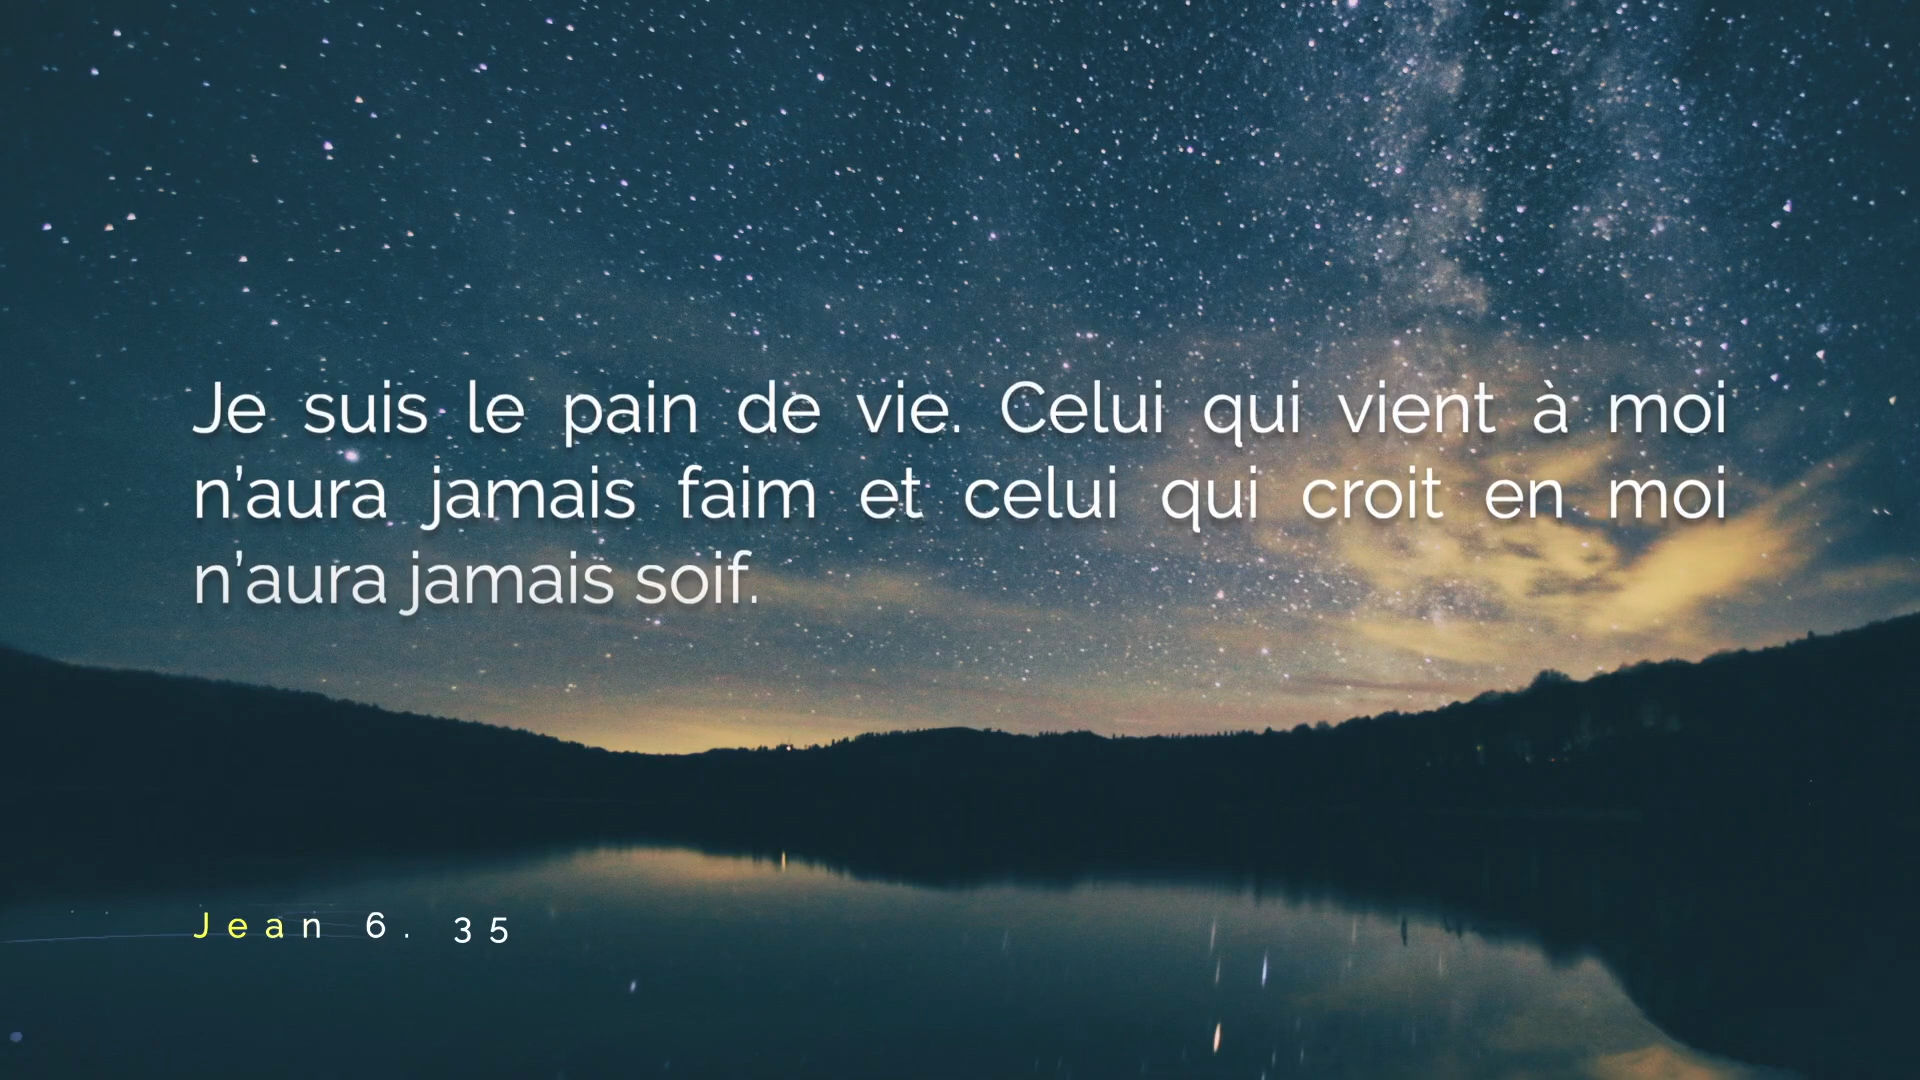 Je suis le pain de vie. Celui qui vient à moi
n’aura jamais faim et celui qui croit en moi
n’aura jamais soif.
Jean 6. 35